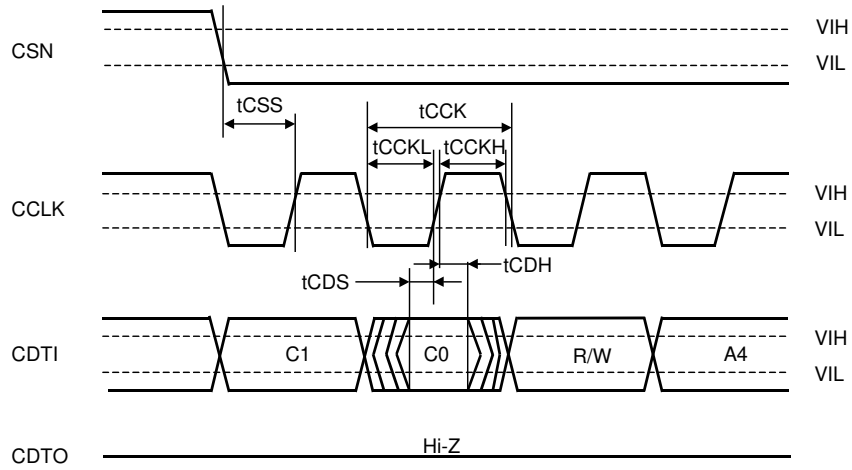 CSN
VIH
VIL
tCSS
tCCK
tCCKL
tCCKH
CCLK
VIH
VIL
tCDS
tCDH
CDTI
C1
C0
R/W
A4
VIH
VIL
CDTO
Hi-Z